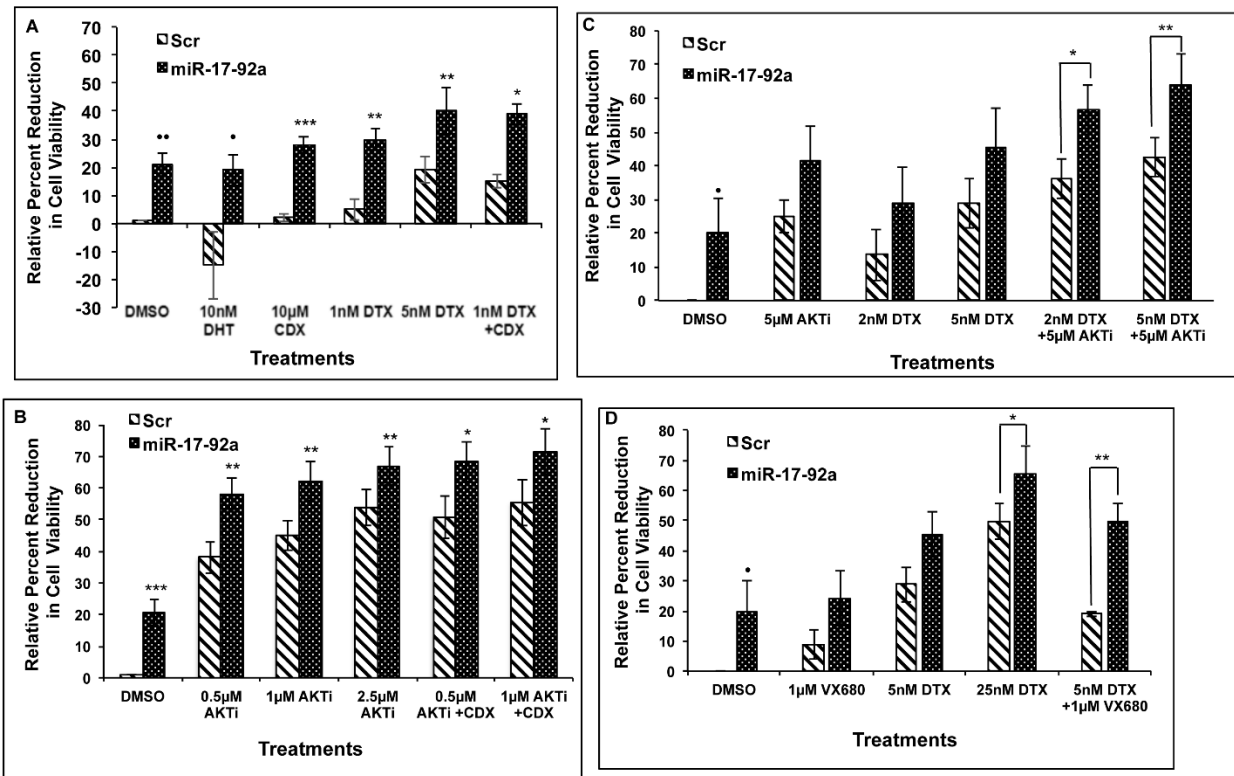 A
Relative Percent Reduction
in Cell Viability
70
60
50
40
30
20
10
0
-10
-20
-30
Scr
miR-17-92a
••
•
***
**
**
*
DMSO
10nM
DHT
10µM
CDX
1nM DTX
5nM DTX
1nM DTX
+CDX
Treatments
B
Relative Percent Reduction
in Cell Viability
80
70
60
50
40
30
20
10
0
Scr
miR-17-92a
***
**
**
**
*
*
DMSO
0.5µM
AKTi
1µM AKTi
2.5µM
AKTi
0.5µM
AKTi +CDX
1µM AKTi
+CDX
Treatments
C
Relative Percent Reduction
in Cell Viability
80
70
60
50
40
30
20
10
0
Scr
miR-17-92a
•
*
**
DMSO
5µM AKTi
2nM DTX
5nM DTX
2nM DTX
+5µM AKTi
5nM DTX
+5µM AKTi
Treatments
D
Relative Percent Reduction
in Cell Viability
80
70
60
50
40
30
20
10
0
Scr
miR-17-92a
•
*
**
DMSO
1µM VX680
5nM DTX
25nM DTX
5nM DTX
+1µM VX680
Treatments